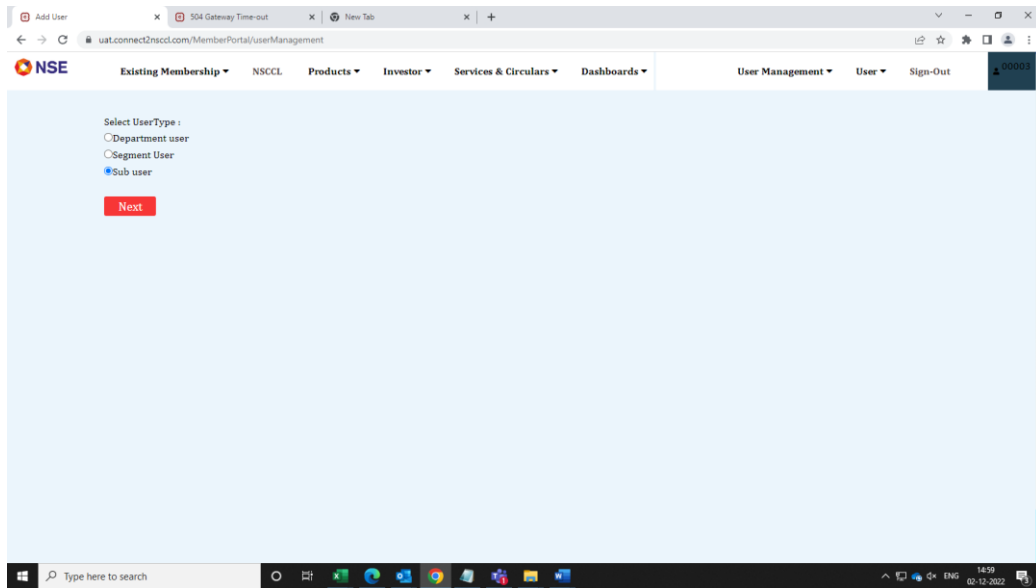 Add User
504 Gateway Time-out
New Tab
uat.connect2nsccl.com/MemberPortal/userManagement
NSE Existing Membership NSCCL Products Investor Services & Circulars Dashboards User Management User Sign-Out 00003
Select UserType :
Department user
Segment User
Sub user
Next
Type here to search
ENG
14:59
02-12-2022